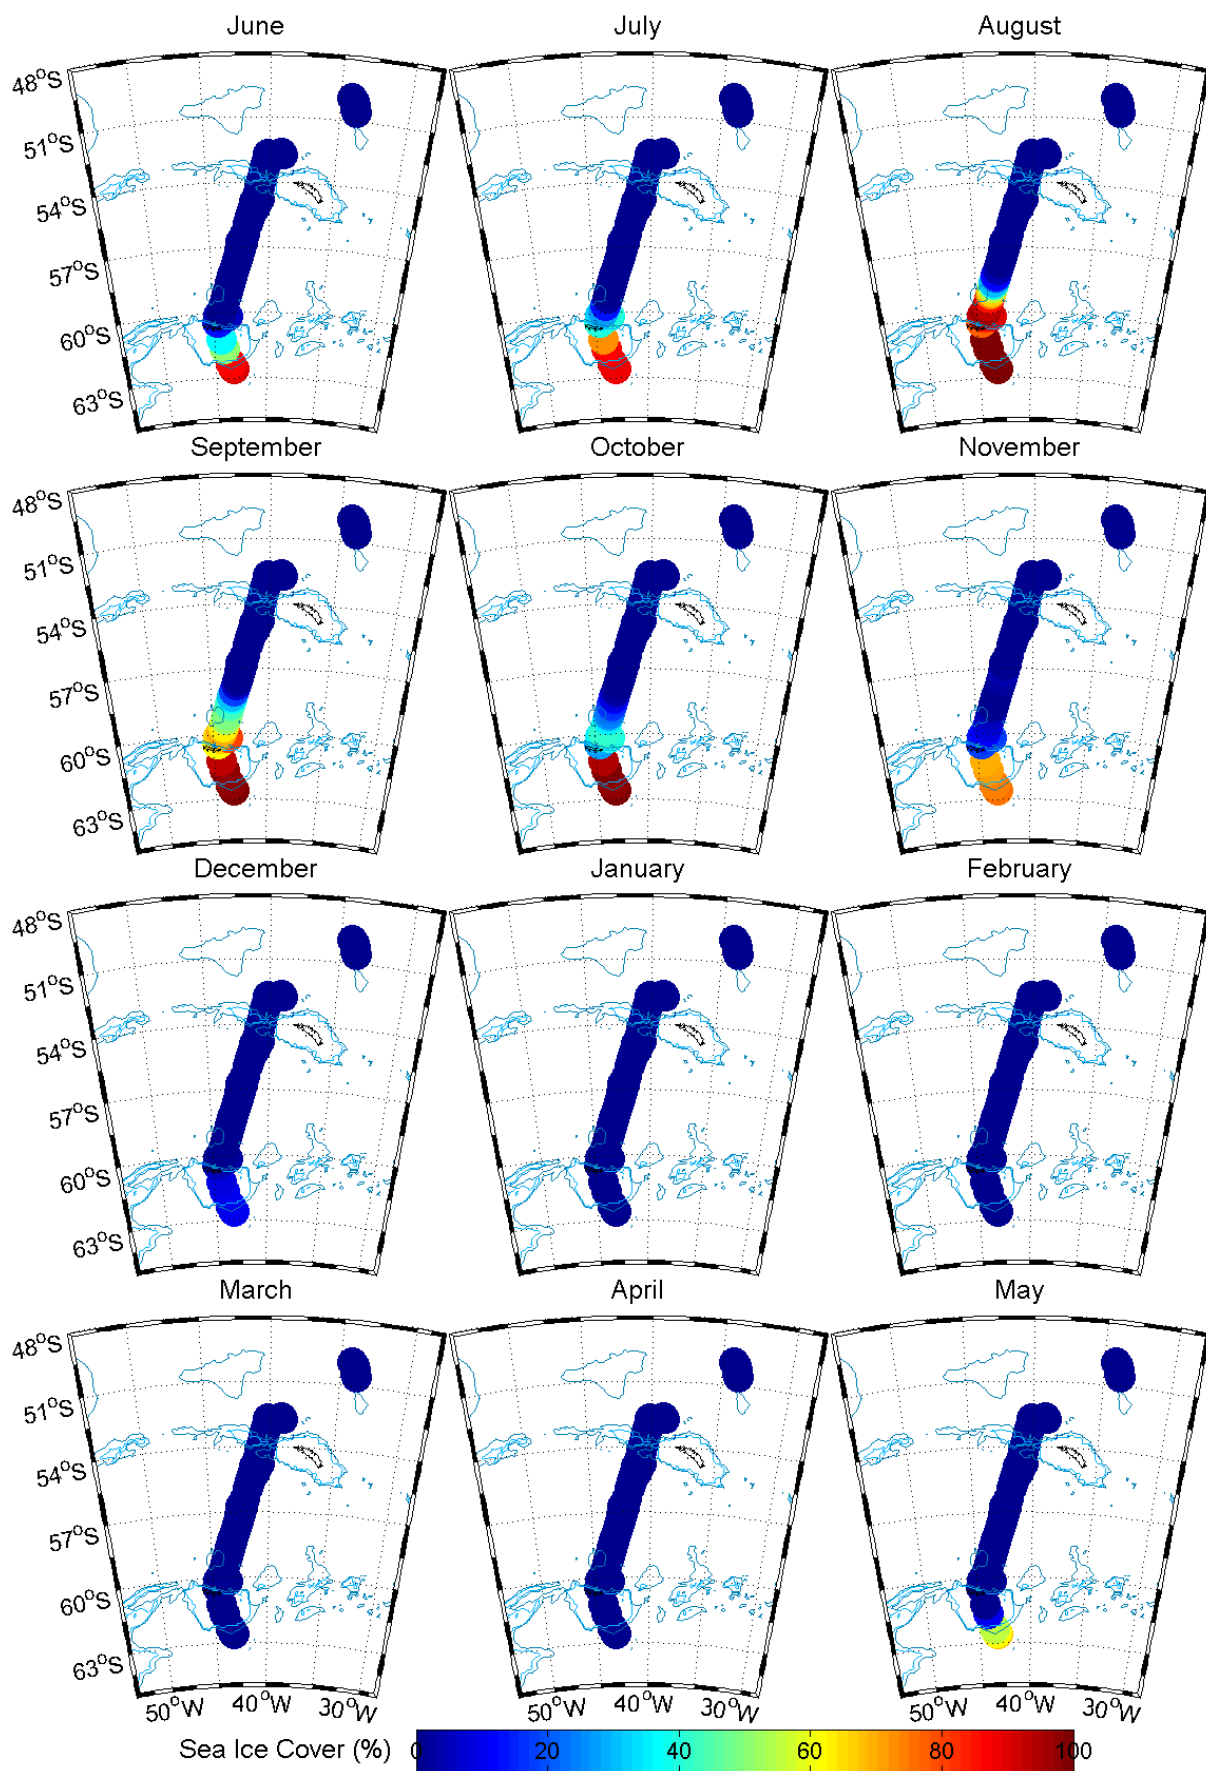 June July August
48°S
51°S
54°S
57°S
60°S
63°S
September October November
48°S
51°S
54°S
57°S
60°S
63°S
December January February
48°S
51°S
54°S
57°S
60°S
63°S
March April May
48°S
51°S
54°S
57°S
60°S
63°S
50°W 40°W 30°W 50°W 40°W 30°W 50°W 40°W 30°W
Sea Ice Cover (%) 0 20 40 60 80 100